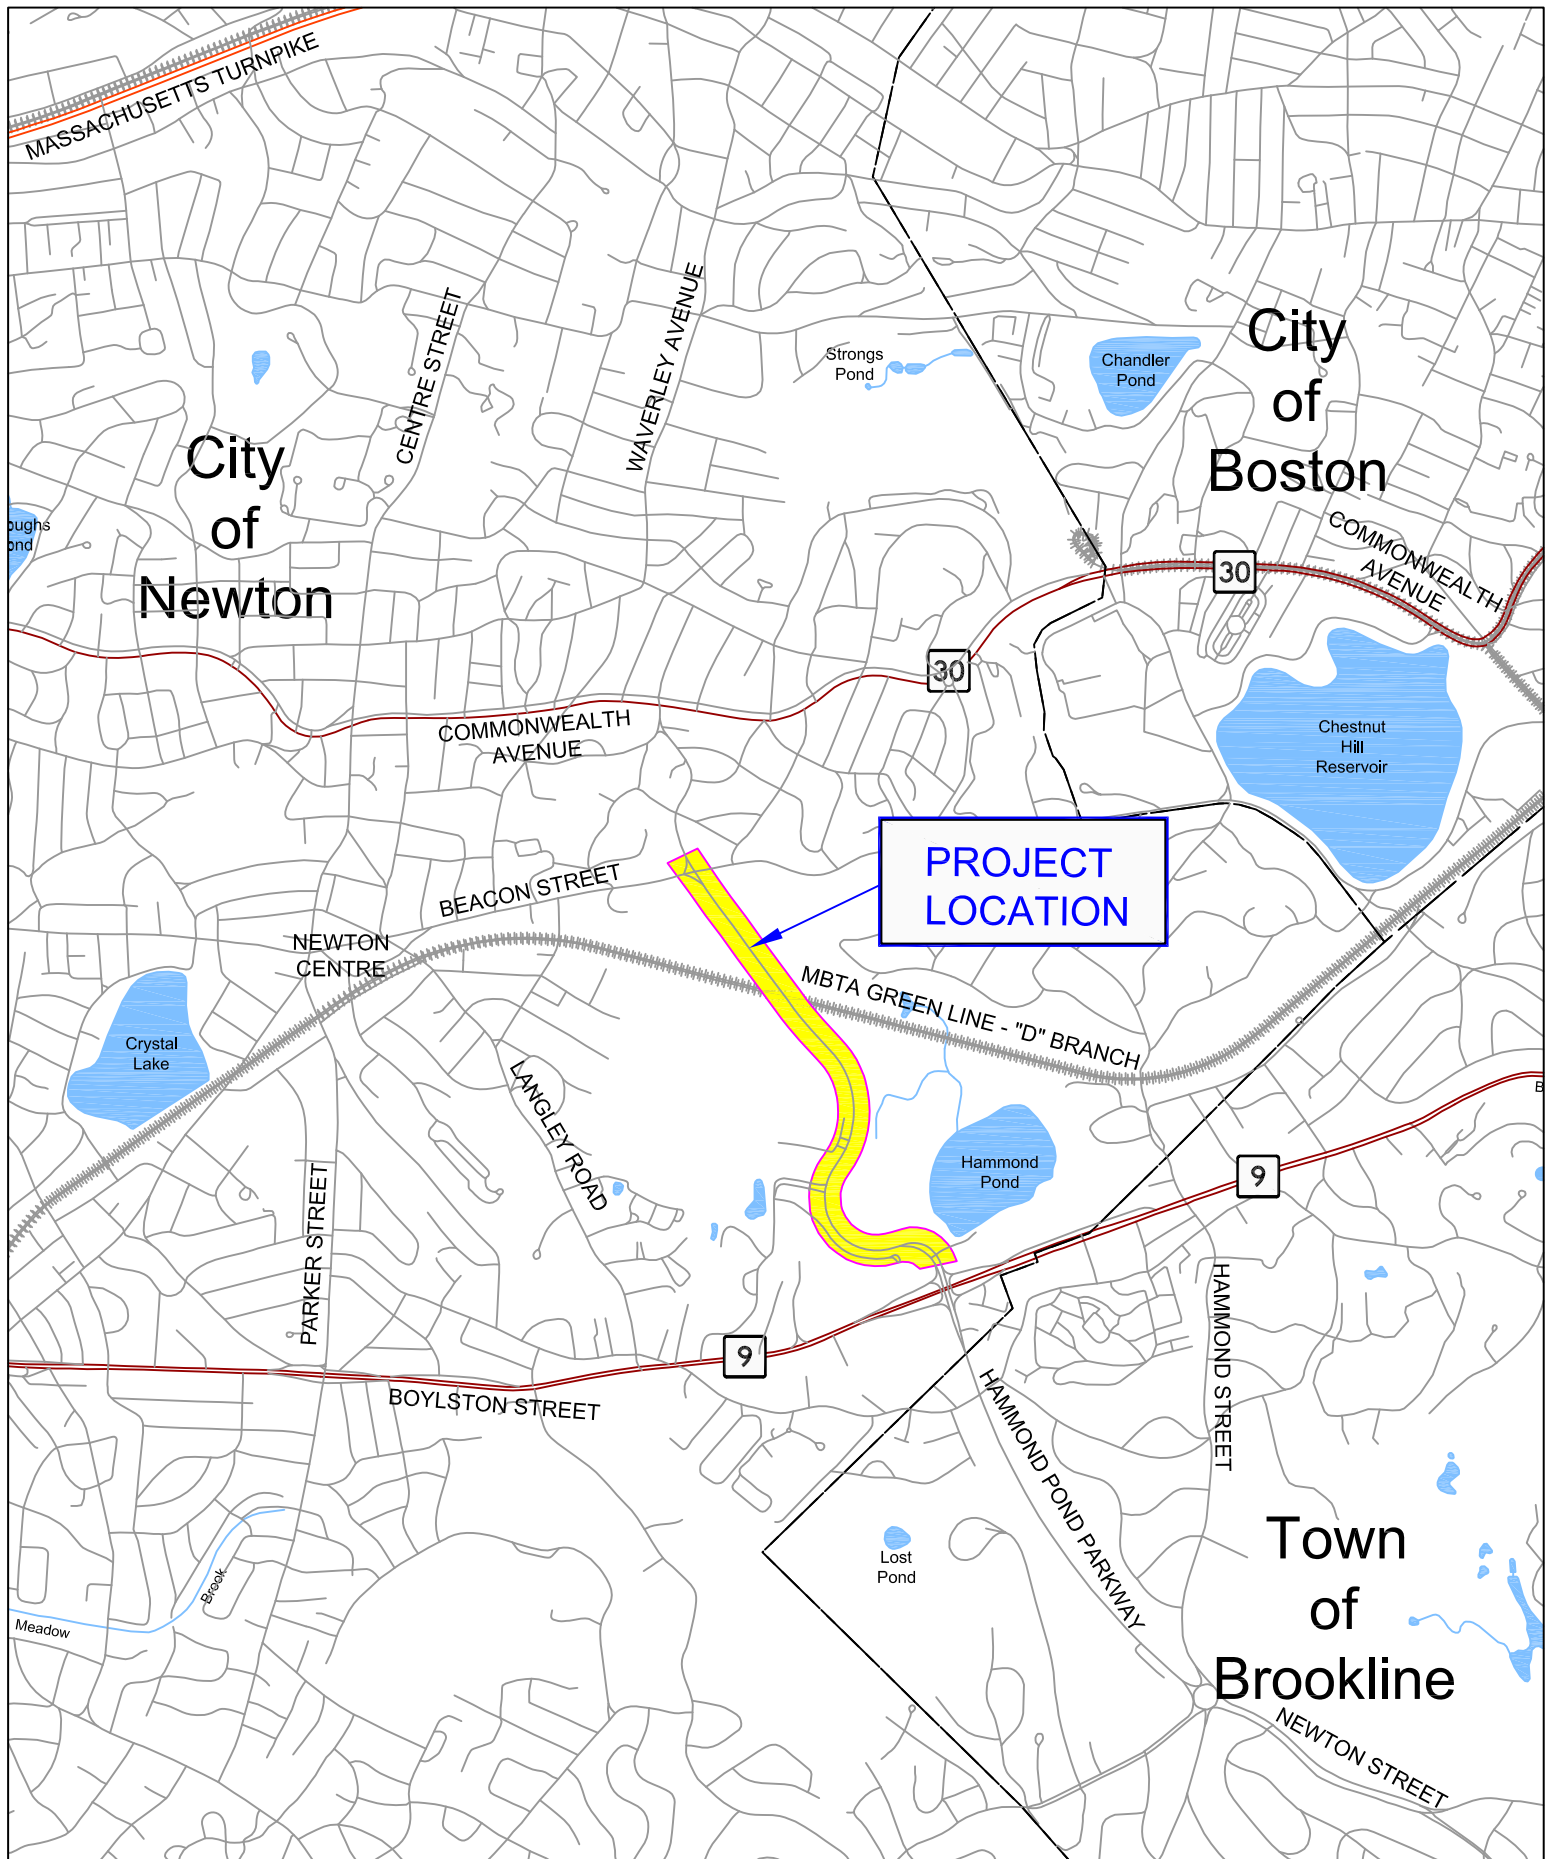 MASSACHUSETTS TURNPIKE
CENTRE STREET
WAVERLEY AVENUE
Strongs
Pond
Chandler
Pond
City
of
Boston
City
of
Newton
oughs
ond
COMMONWEALTH
AVENUE
30
30
COMMONWEALTH
AVENUE
Chestnut
Hill
Reservoir
PROJECT
LOCATION
BEACON STREET
NEWTON
CENTRE
MBTA GREEN LINE - "D" BRANCH
Crystal
Lake
LANGLEY ROAD
Hammond
Pond
B
9
PARKER STREET
HAMMOND STREET
9
BOYLSTON STREET
HAMMOND POND PARKWAY
Lost
Pond
Town
of
Brookline
Brook
Meadow
NEWTON STREET